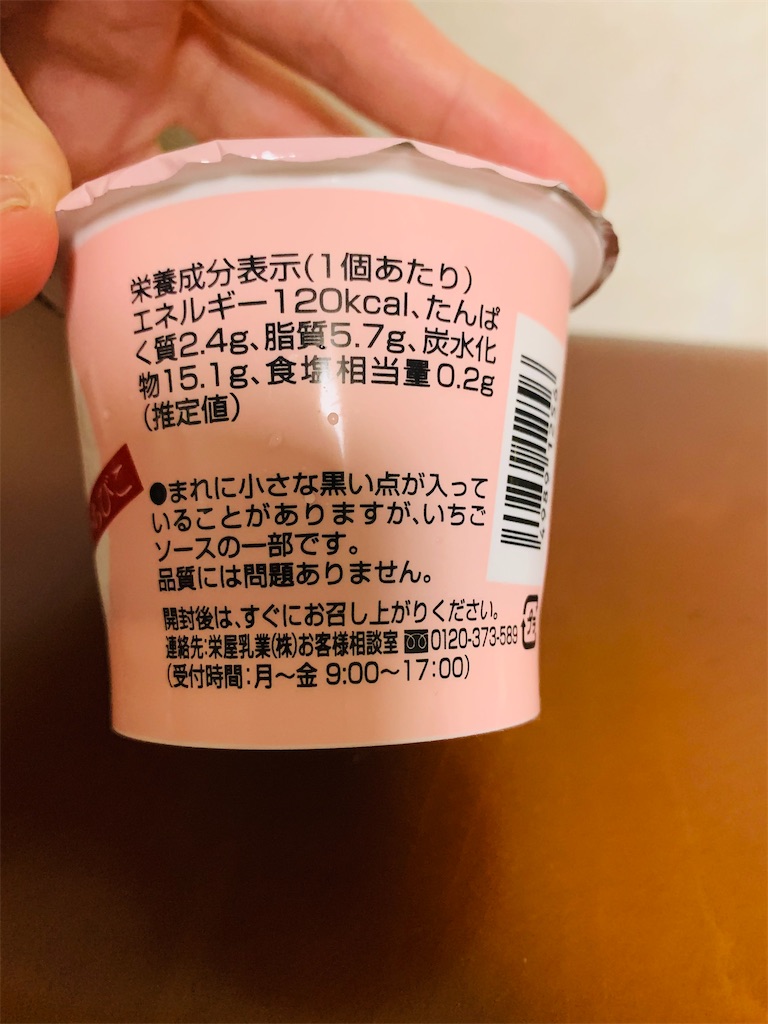 栄養成分表示(1個あたり)
エネルギー120kcal、たんぱ
く質2.4g、脂質5.7g、炭水化
物15.1g、食塩相当量0.2g
(推定値)
●まれに小さな黒い点が入って
いることがありますが、いちご
ソースの一部です。
品質には問題ありません。
開封後は、すぐにお召し上がりください。
連絡先:栄屋乳業(株)お客様相談室 0120-373-589
(受付時間:月〜金 9:00〜17:00)